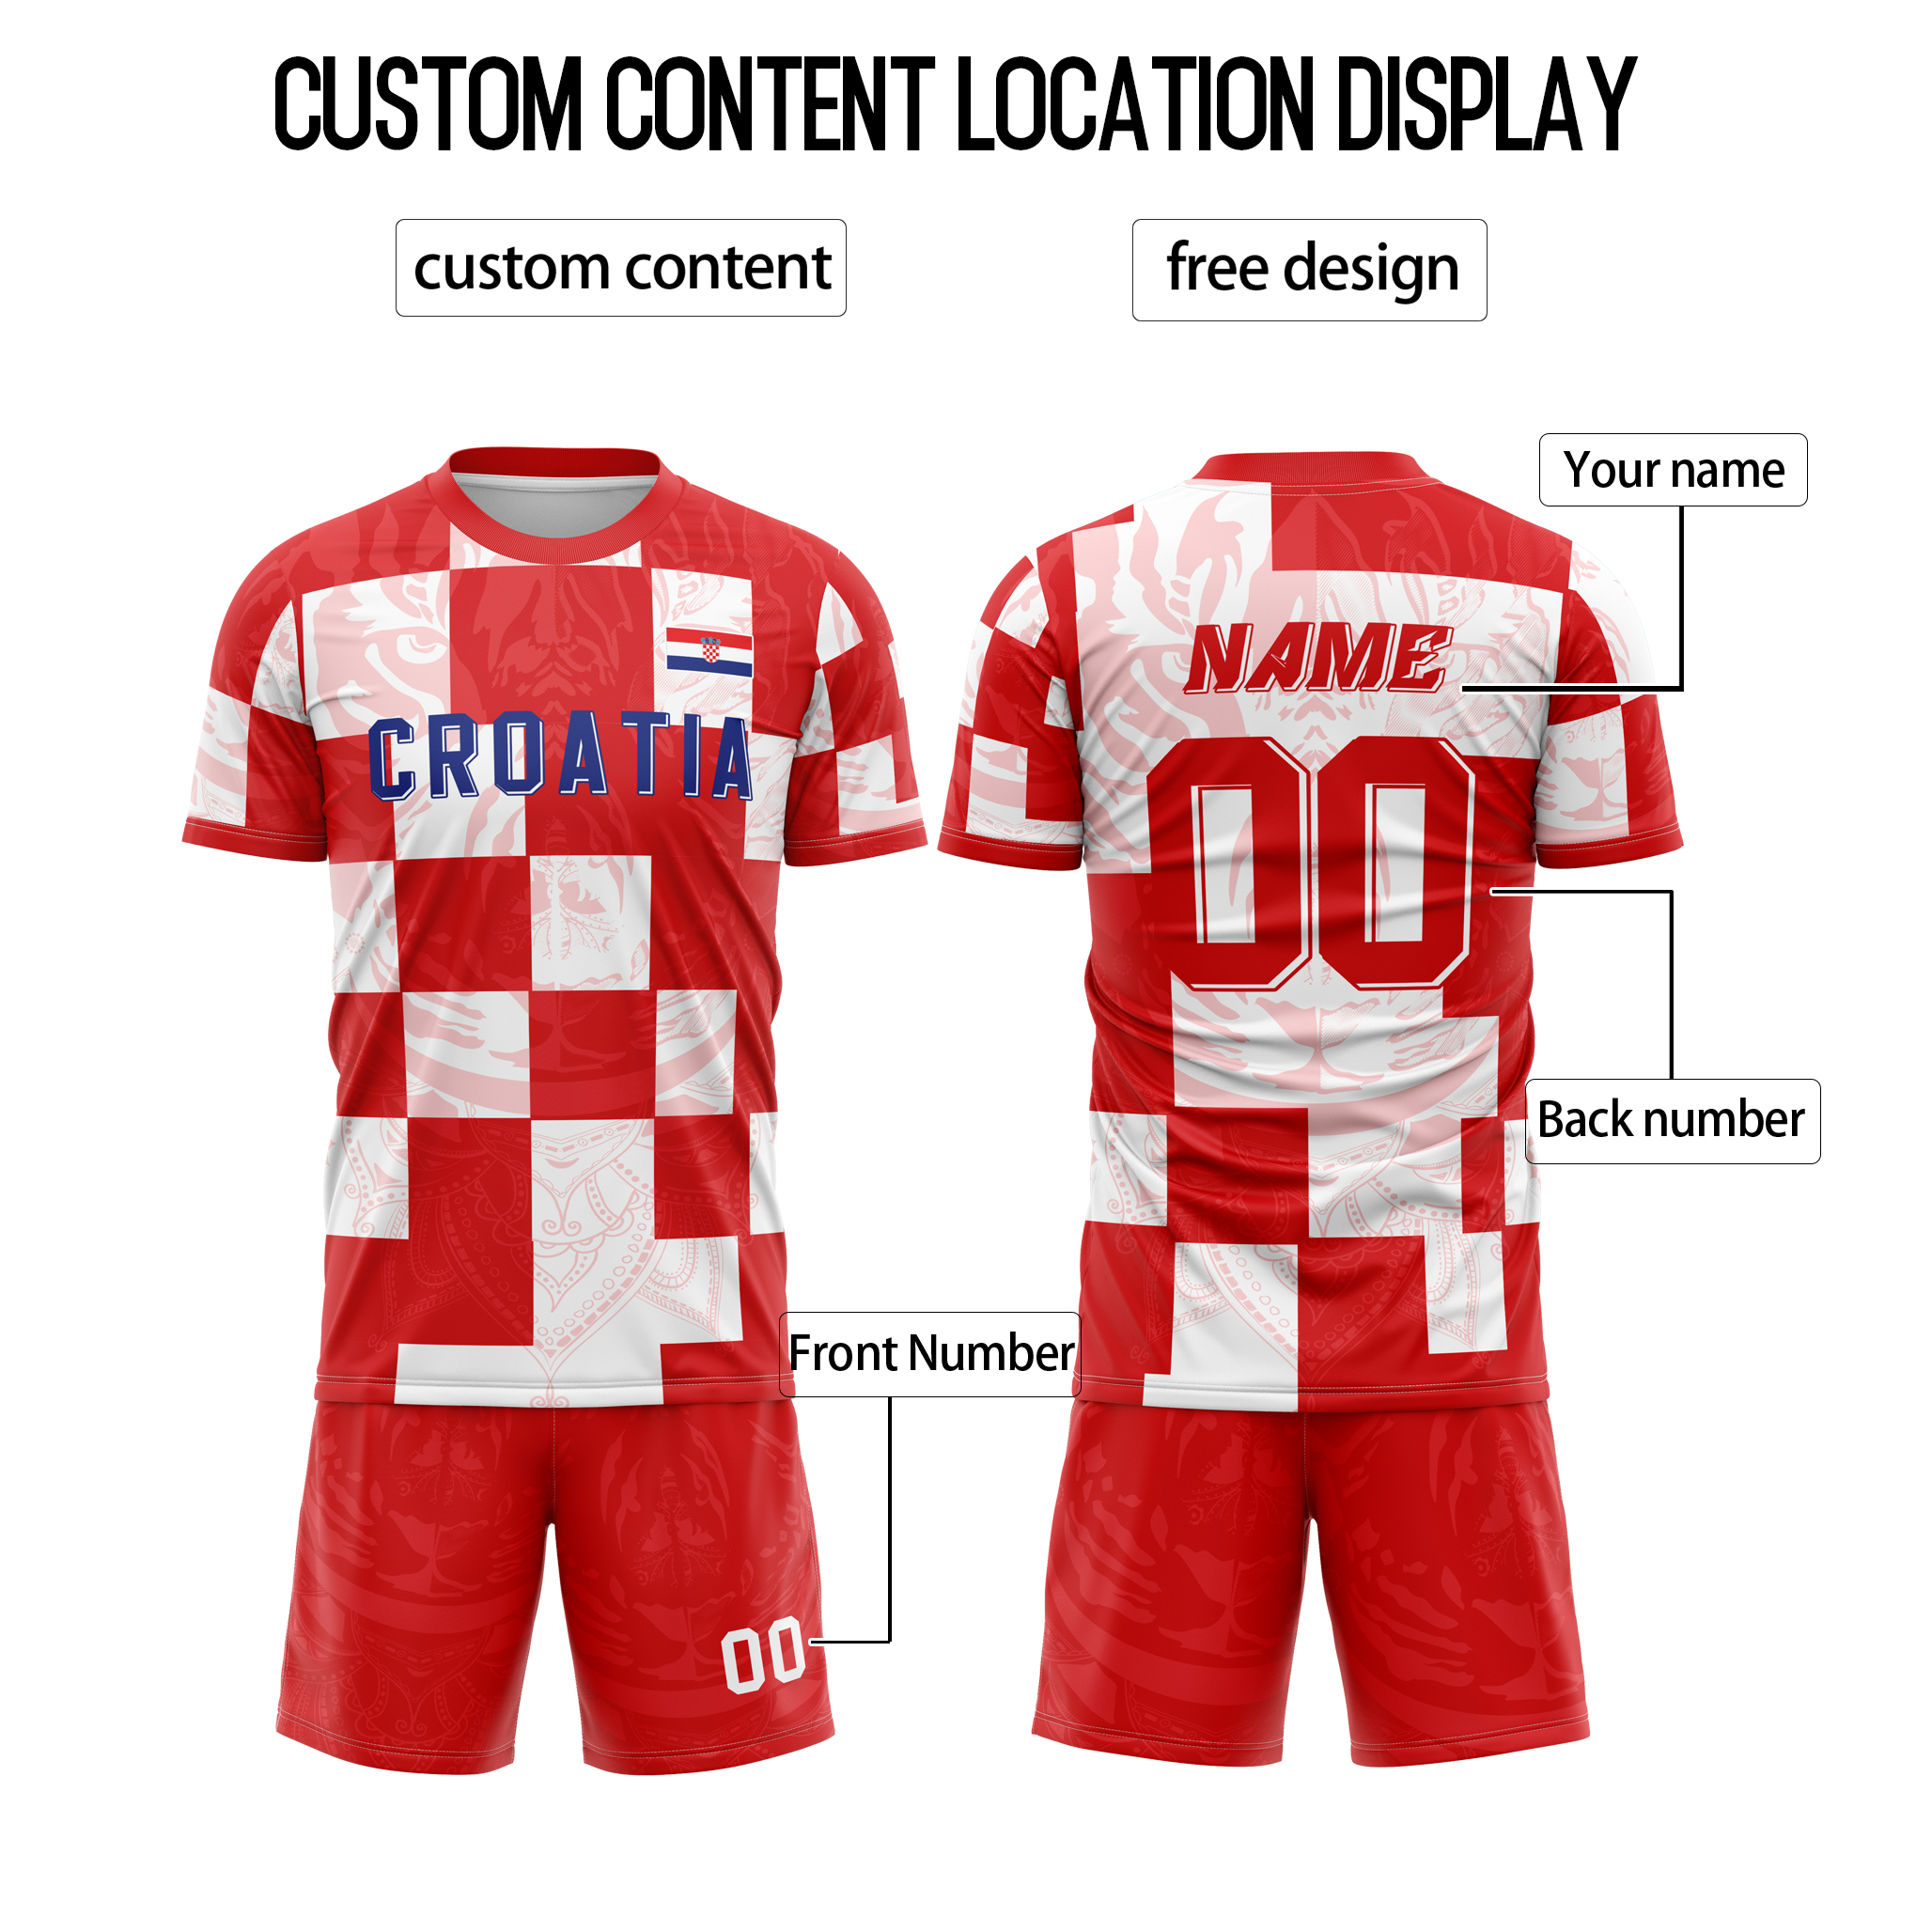 CUSTOM CONTENT LOCATION DISPLAY
custom content
free design
Your name
NAME
CROATIA
00
Back number
Front Number
00